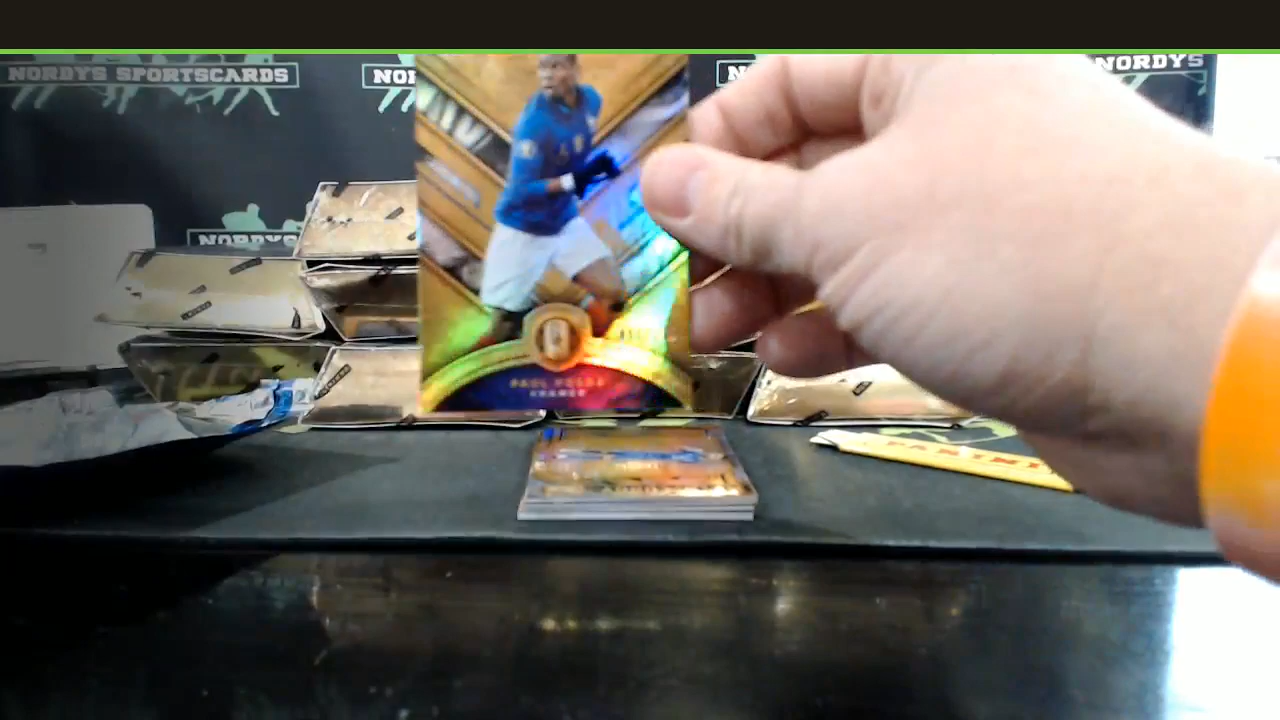 NORDYS SPORTSCARDS
NOR
N
NORDYS
NORDYS
PAUL POGBA
FRANCE
PANINI